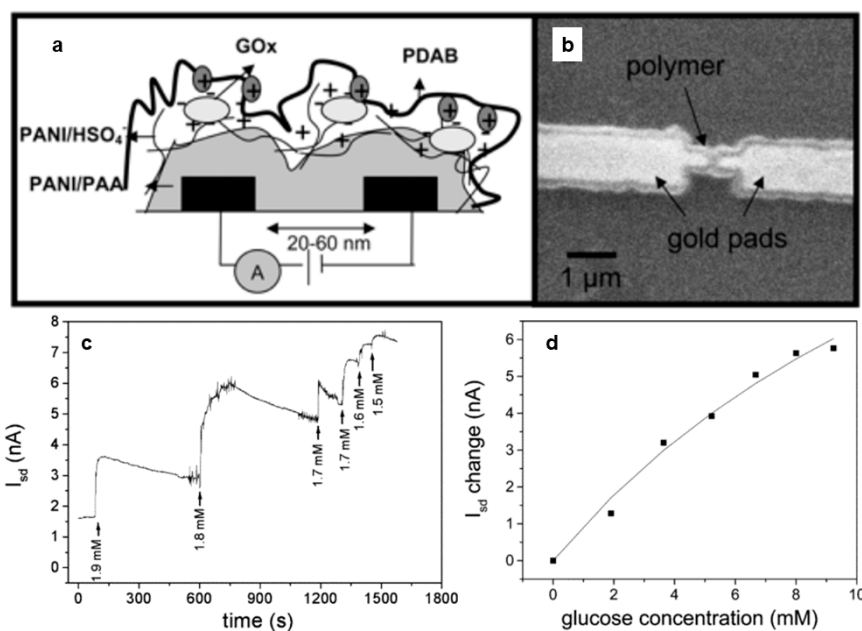 a
GOx
PDAB
PANI/HSO₄⁻
PANI/PAA
20-60 nm
A
b
polymer
gold pads
1 µm
c
8
7
6
5
4
3
2
1
0
I_sd (nA)
1.9 mM
1.8 mM
1.7 mM
1.7 mM
1.6 mM
1.5 mM
0 300 600 900 1200 1500 1800
time (s)
d
6
5
4
3
2
1
0
I_sd change (nA)
0 2 4 6 8 10
glucose concentration (mM)